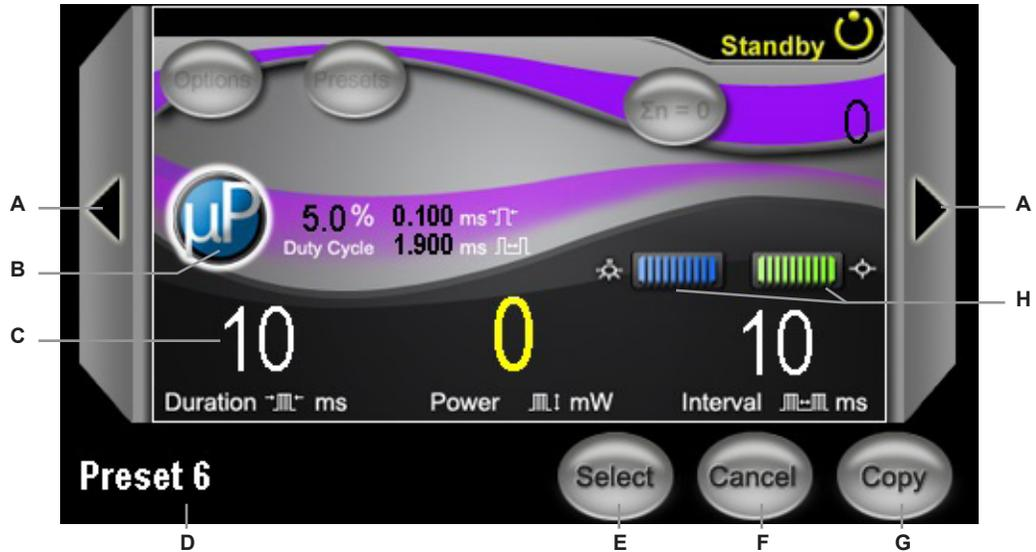 Standby
Options Presets Σn = 0 0
A A
µP 5.0% 0.100 ms
Duty Cycle 1.900 ms
B
H
C 10 0 10
Duration ms Power mW Interval ms
Preset 6 Select Cancel Copy
D E F G